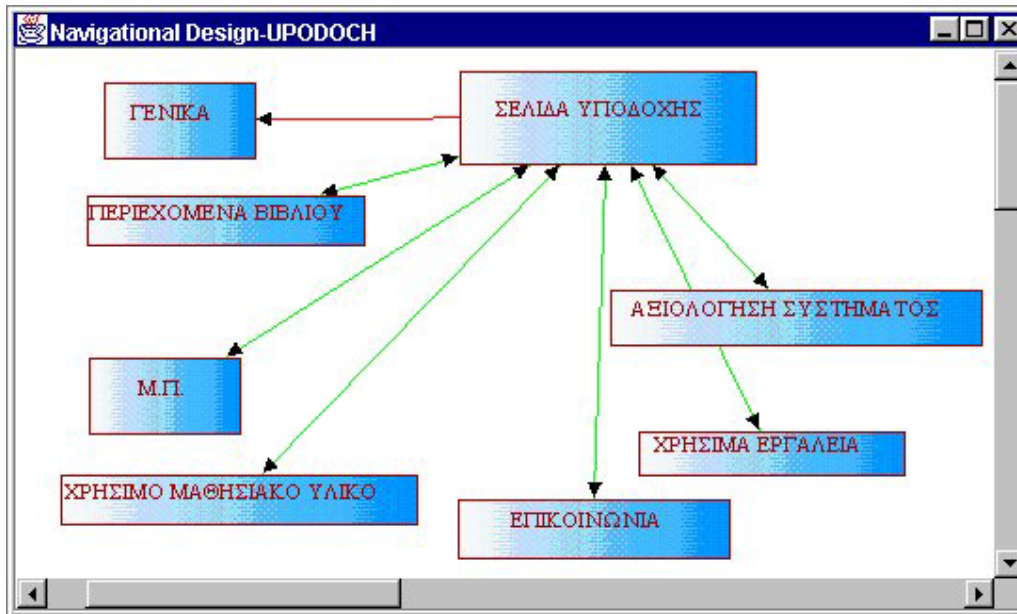 Navigational Design-UPODOCH
ΓΕΝΙΚΑ
ΣΕΛΙΔΑ ΥΠΟΔΟΧΗΣ
ΠΕΡΙΕΧΟΜΕΝΑ ΒΙΒΛΙΟΥ
ΑΞΙΟΛΟΓΗΣΗ ΣΥΣΤΗΜΑΤΟΣ
Μ.Π.
ΧΡΗΣΙΜΑ ΕΡΓΑΛΕΙΑ
ΧΡΗΣΙΜΟ ΜΑΘΗΣΙΑΚΟ ΥΛΙΚΟ
ΕΠΙΚΟΙΝΩΝΙΑ